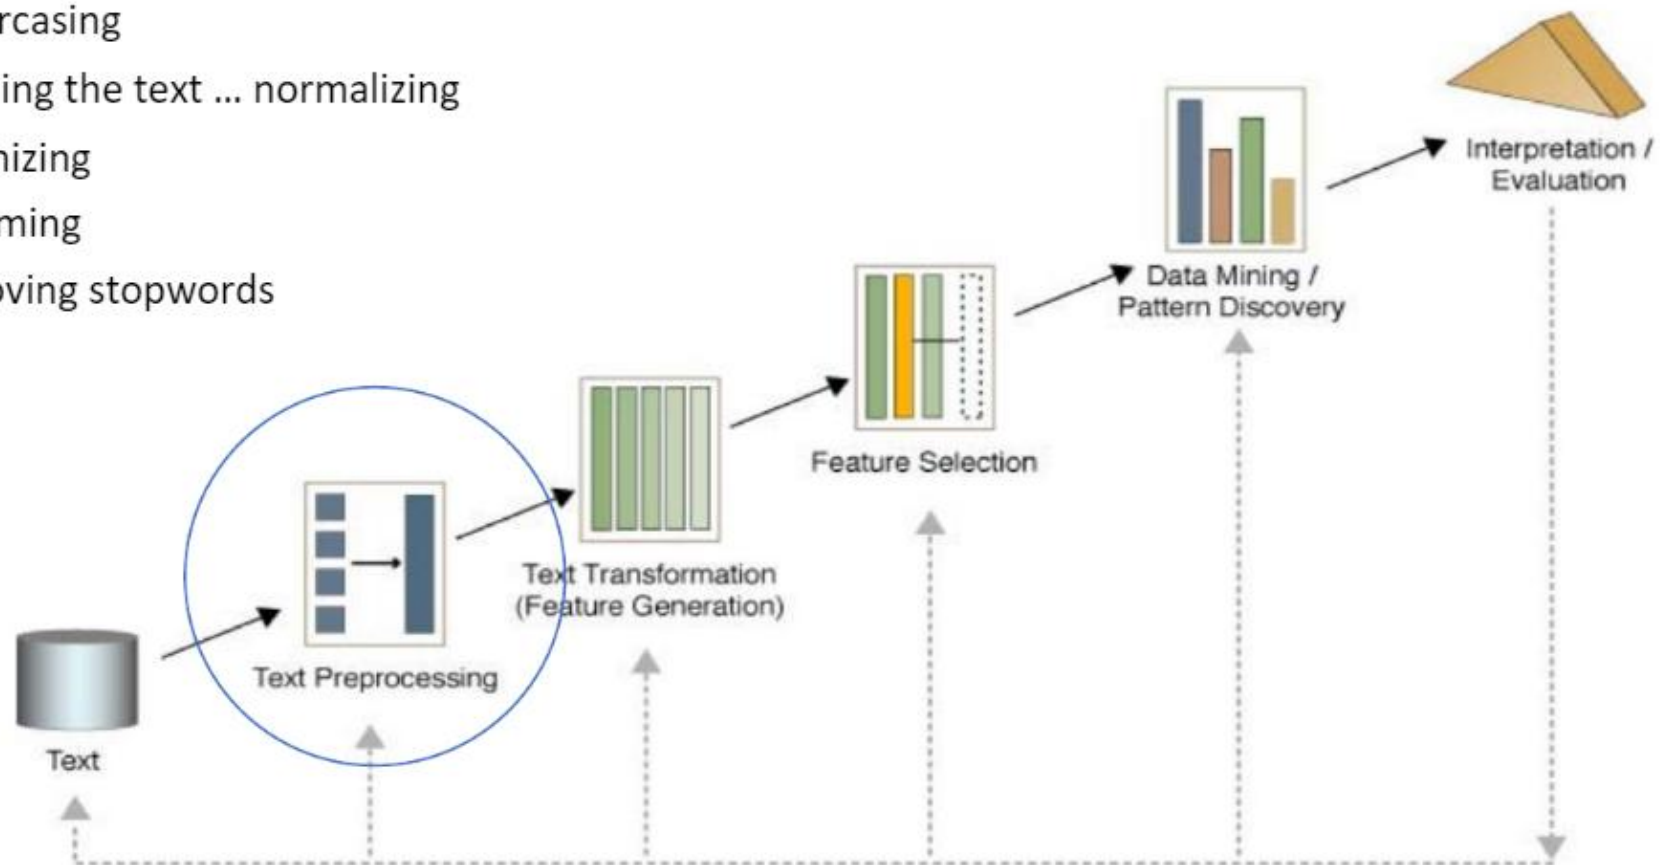 rcasing
ing the text ... normalizing
nizing
ming
oving stopwords
Interpretation /
Evaluation
Data Mining /
Pattern Discovery
Feature Selection
Text Transformation
(Feature Generation)
Text Preprocessing
Text